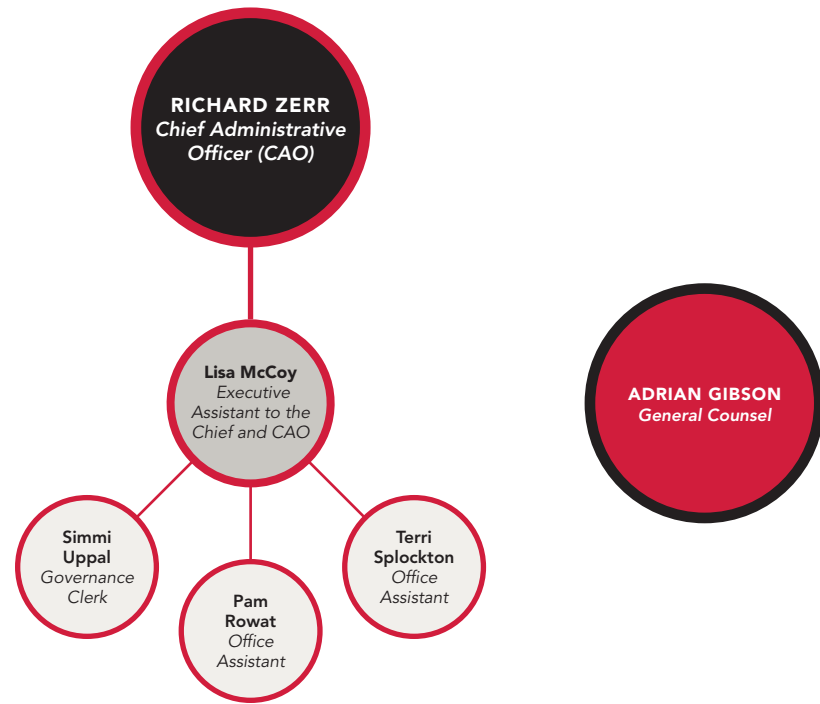 RICHARD ZERR
Chief Administrative
Officer (CAO)
Lisa McCoy
Executive
Assistant to the
Chief and CAO
ADRIAN GIBSON
General Counsel
Simmi
Uppal
Governance
Clerk
Pam
Rowat
Office
Assistant
Terri
Splockton
Office
Assistant